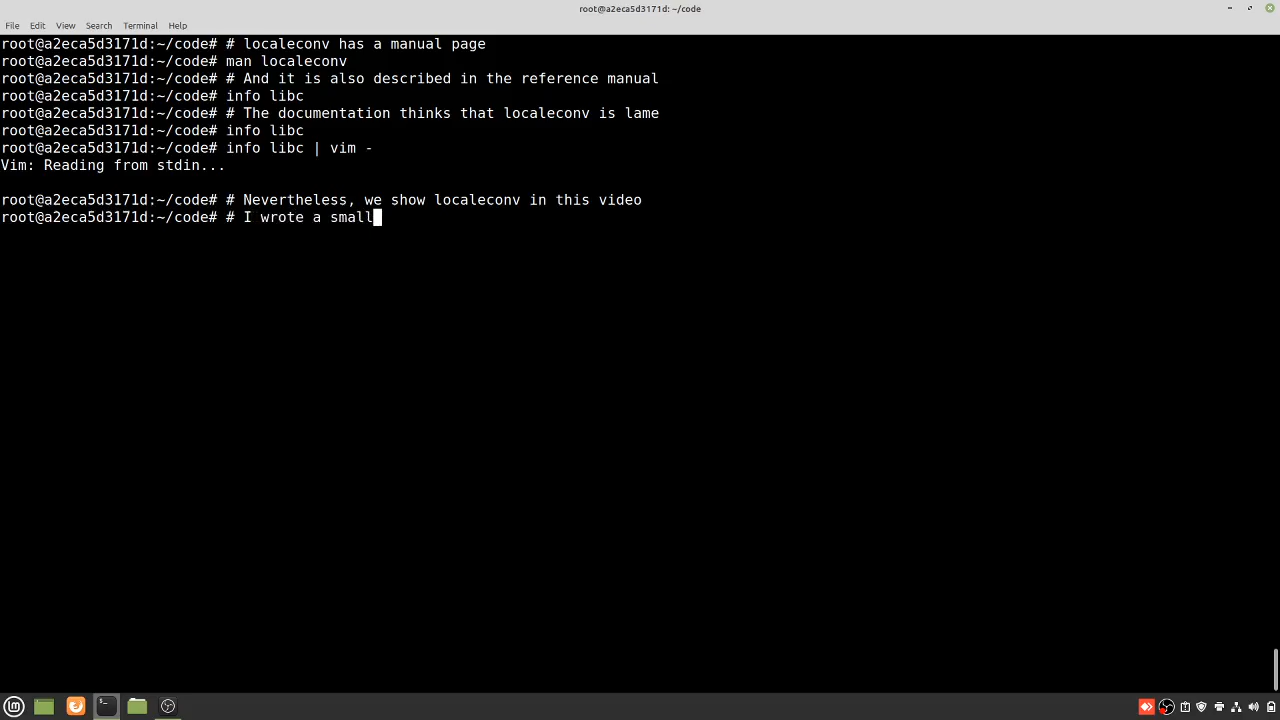 root@a2eca5d3171d: ~/code
File Edit View Search Terminal Help
root@a2eca5d3171d:~/code# # localeconv has a manual page
root@a2eca5d3171d:~/code# man localeconv
root@a2eca5d3171d:~/code# # And it is also described in the reference manual
root@a2eca5d3171d:~/code# info libc
root@a2eca5d3171d:~/code# # The documentation thinks that localeconv is lame
root@a2eca5d3171d:~/code# info libc
root@a2eca5d3171d:~/code# info libc | vim -
Vim: Reading from stdin...
root@a2eca5d3171d:~/code# # Nevertheless, we show localeconv in this video
root@a2eca5d3171d:~/code# # I wrote a small